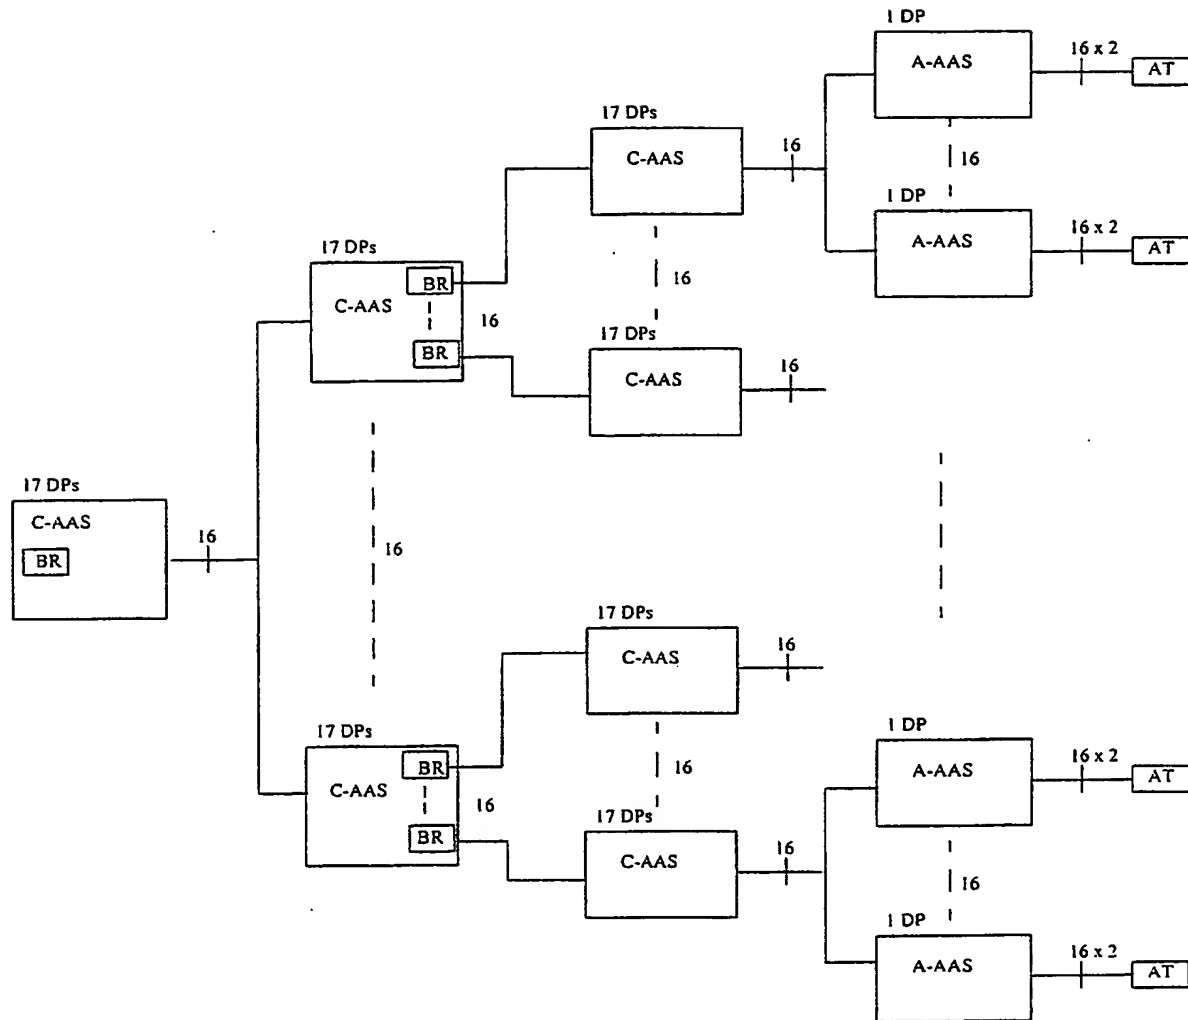 1 DP
A-AAS
16 x 2
AT
17 DPs
C-AAS
16
16
1 DP
A-AAS
16 x 2
AT
17 DPs
C-AAS
BR
BR
16
16
17 DPs
C-AAS
16
17 DPs
C-AAS
BR
16
16
17 DPs
C-AAS
16
17 DPs
C-AAS
BR
BR
16
16
17 DPs
C-AAS
16
1 DP
A-AAS
16 x 2
AT
16
1 DP
A-AAS
16 x 2
AT